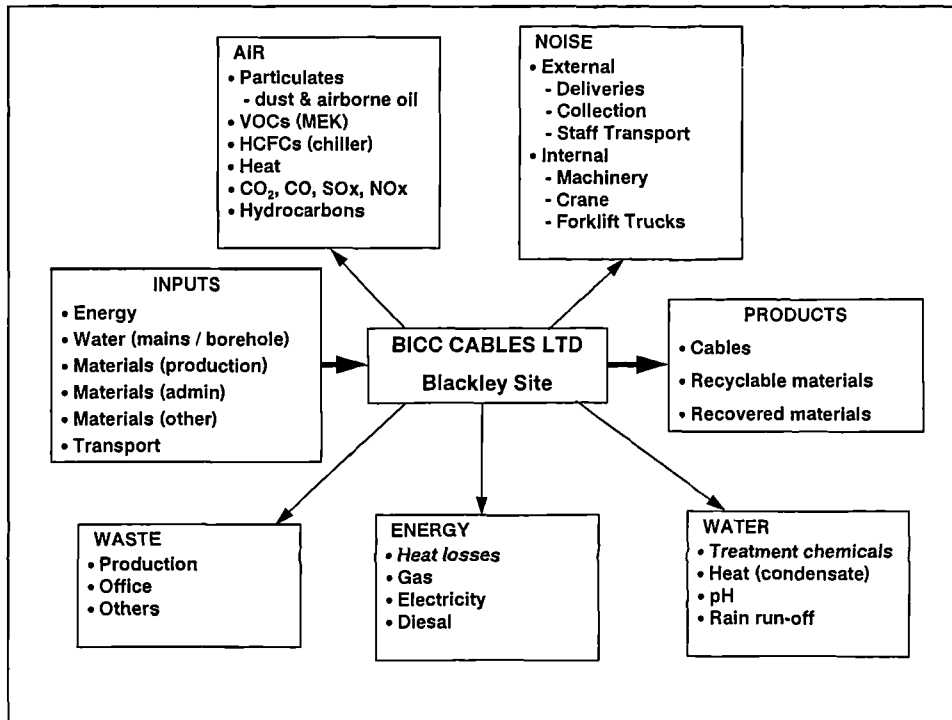 AIR
• Particulates
- dust & airborne oil
• VOCs (MEK)
• HCFCs (chiller)
• Heat
• CO₂, CO, SOx, NOx
• Hydrocarbons
NOISE
• External
- Deliveries
- Collection
- Staff Transport
• Internal
- Machinery
- Crane
- Forklift Trucks
INPUTS
• Energy
• Water (mains / borehole)
• Materials (production)
• Materials (admin)
• Materials (other)
• Transport
BICC CABLES LTD
Blackley Site
PRODUCTS
• Cables
• Recyclable materials
• Recovered materials
WASTE
• Production
• Office
• Others
ENERGY
• Heat losses
• Gas
• Electricity
• Diesal
WATER
• Treatment chemicals
• Heat (condensate)
• pH
• Rain run-off